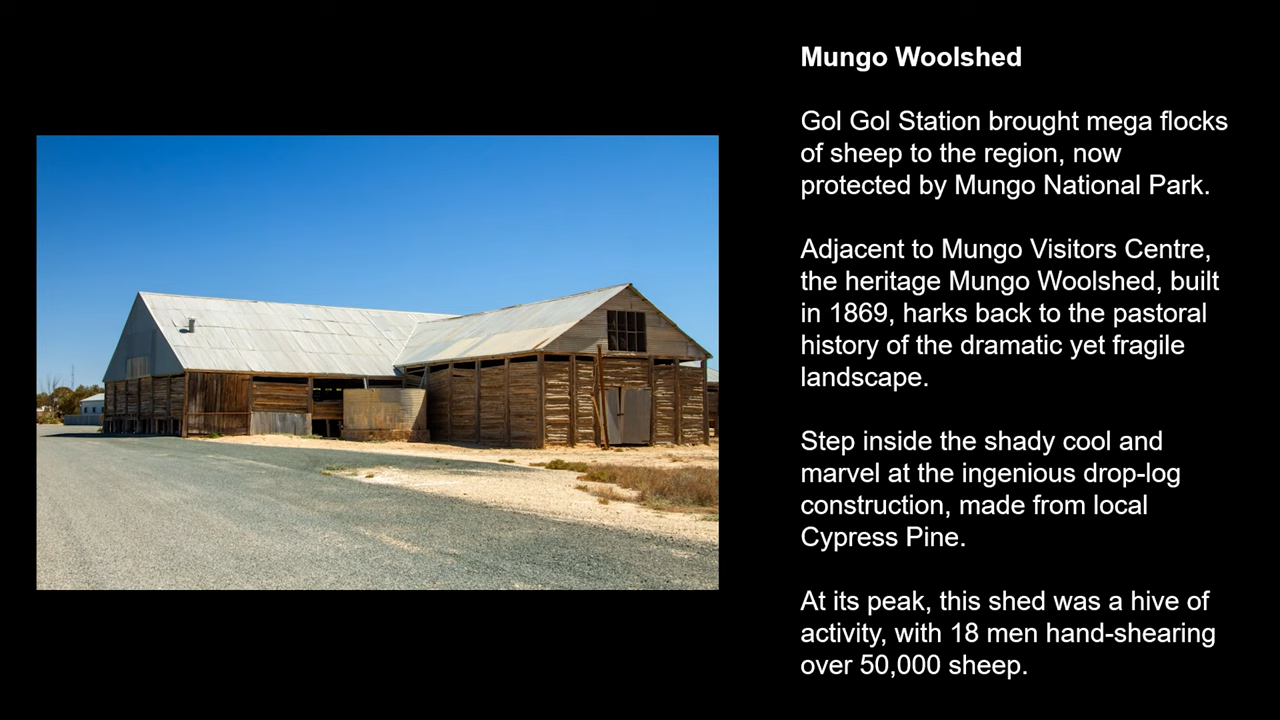 Mungo Woolshed
Gol Gol Station brought mega flocks
of sheep to the region, now
protected by Mungo National Park.
Adjacent to Mungo Visitors Centre,
the heritage Mungo Woolshed, built
in 1869, harks back to the pastoral
history of the dramatic yet fragile
landscape.
Step inside the shady cool and
marvel at the ingenious drop-log
construction, made from local
Cypress Pine.
At its peak, this shed was a hive of
activity, with 18 men hand-shearing
over 50,000 sheep.